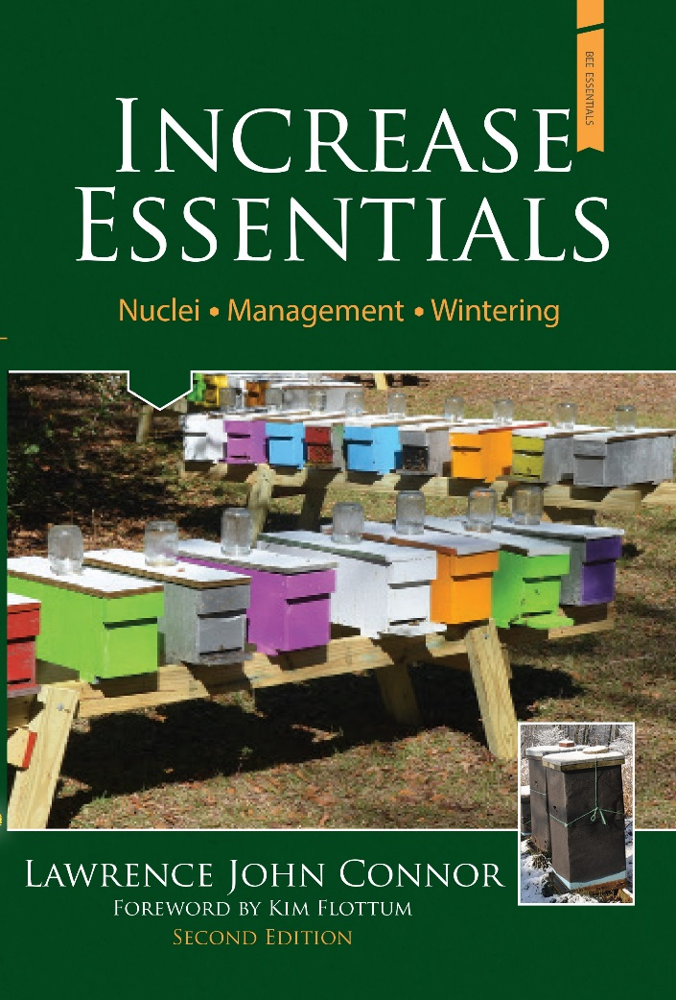 BEE ESSENTIALS
INCREASE
ESSENTIALS
Nuclei • Management • Wintering
LAWRENCE JOHN CONNOR
FOREWORD BY KIM FLOTTUM
SECOND EDITION